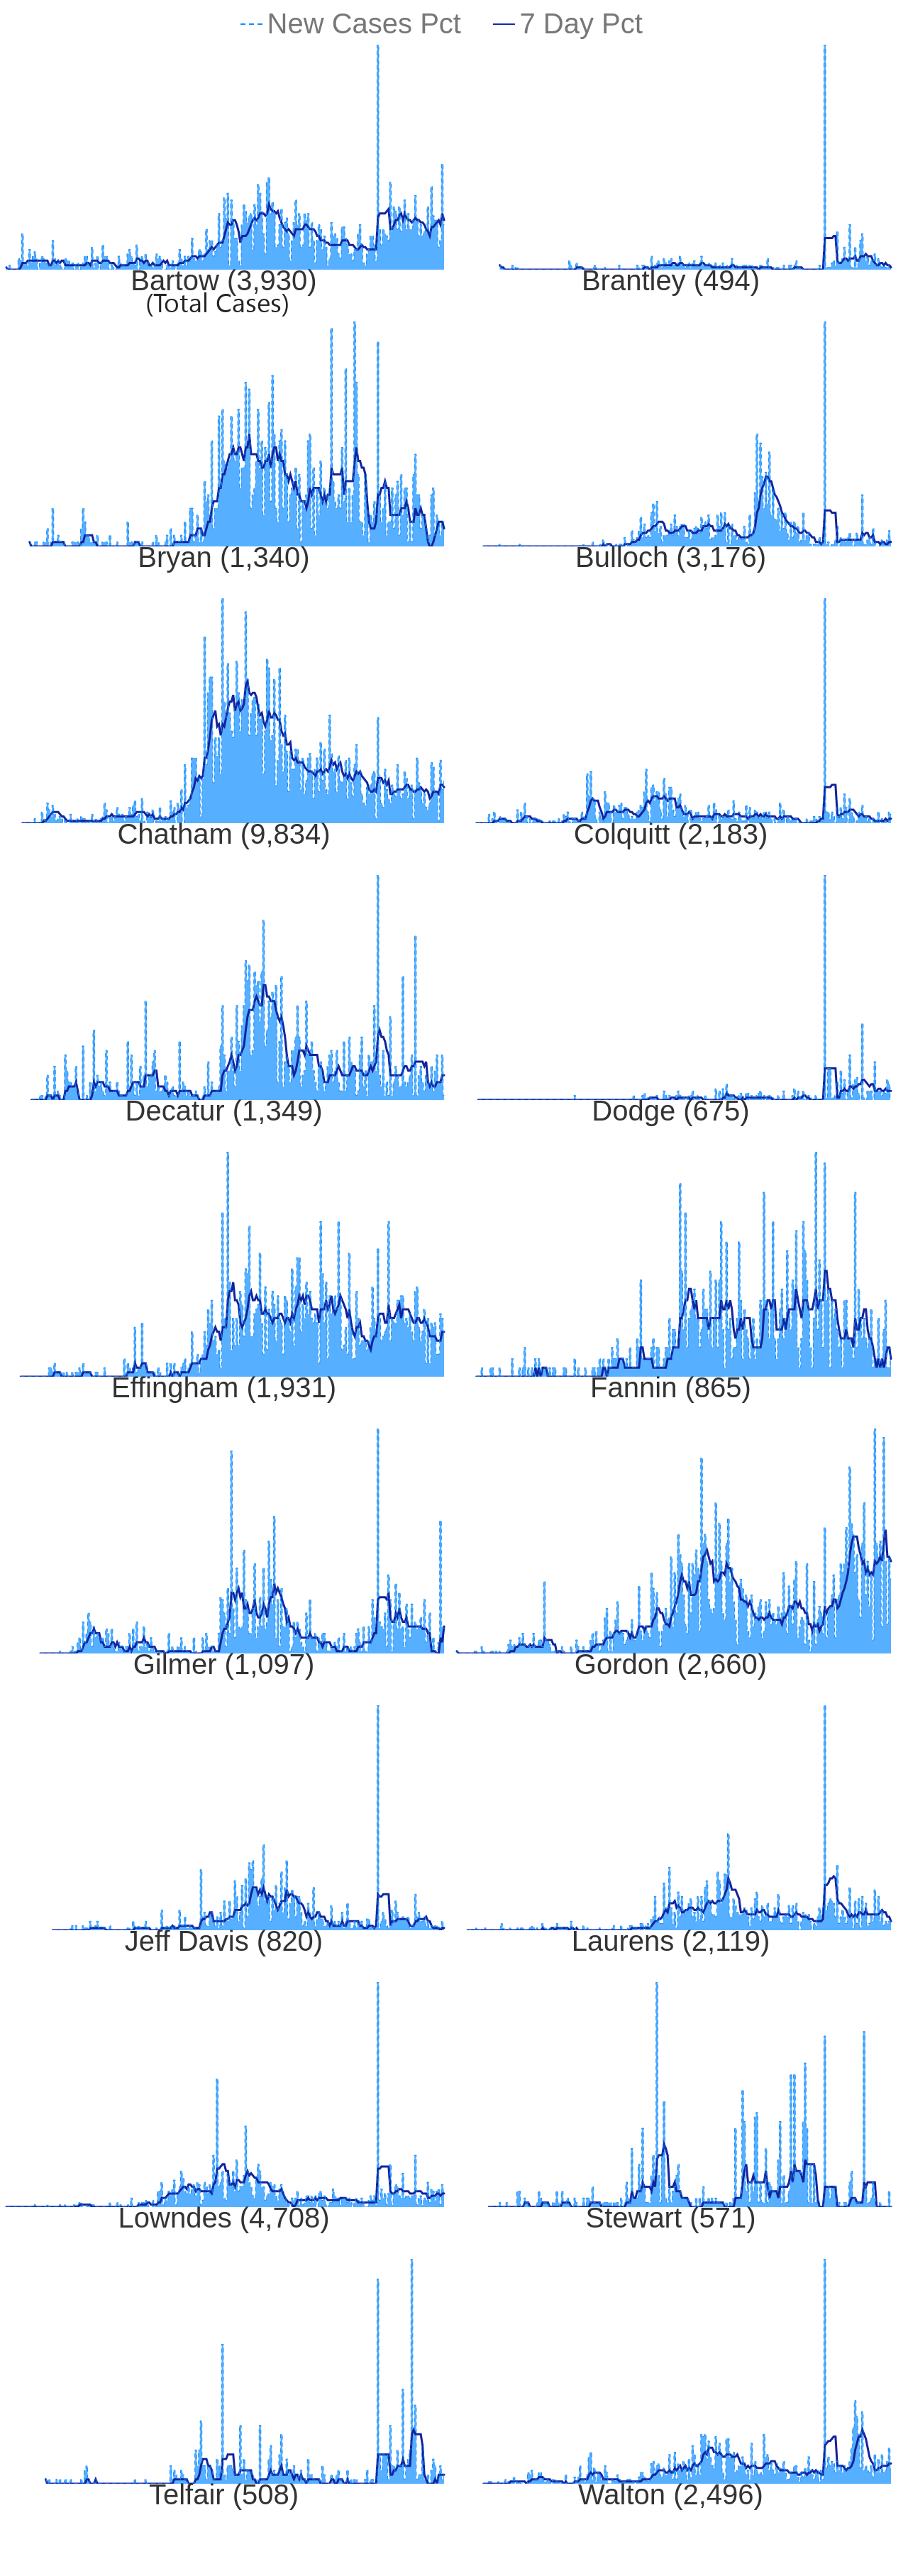 New Cases Pct 7 Day Pct
Bartow (3,930) Brantley (494)
(Total Cases)
Bryan (1,340) Bulloch (3,176)
Chatham (9,834) Colquitt (2,183)
Decatur (1,349) Dodge (675)
Effingham (1,931) Fannin (865)
Gilmer (1,097) Gordon (2,660)
Jeff Davis (820) Laurens (2,119)
Lowndes (4,708) Stewart (571)
Telfair (508) Walton (2,496)